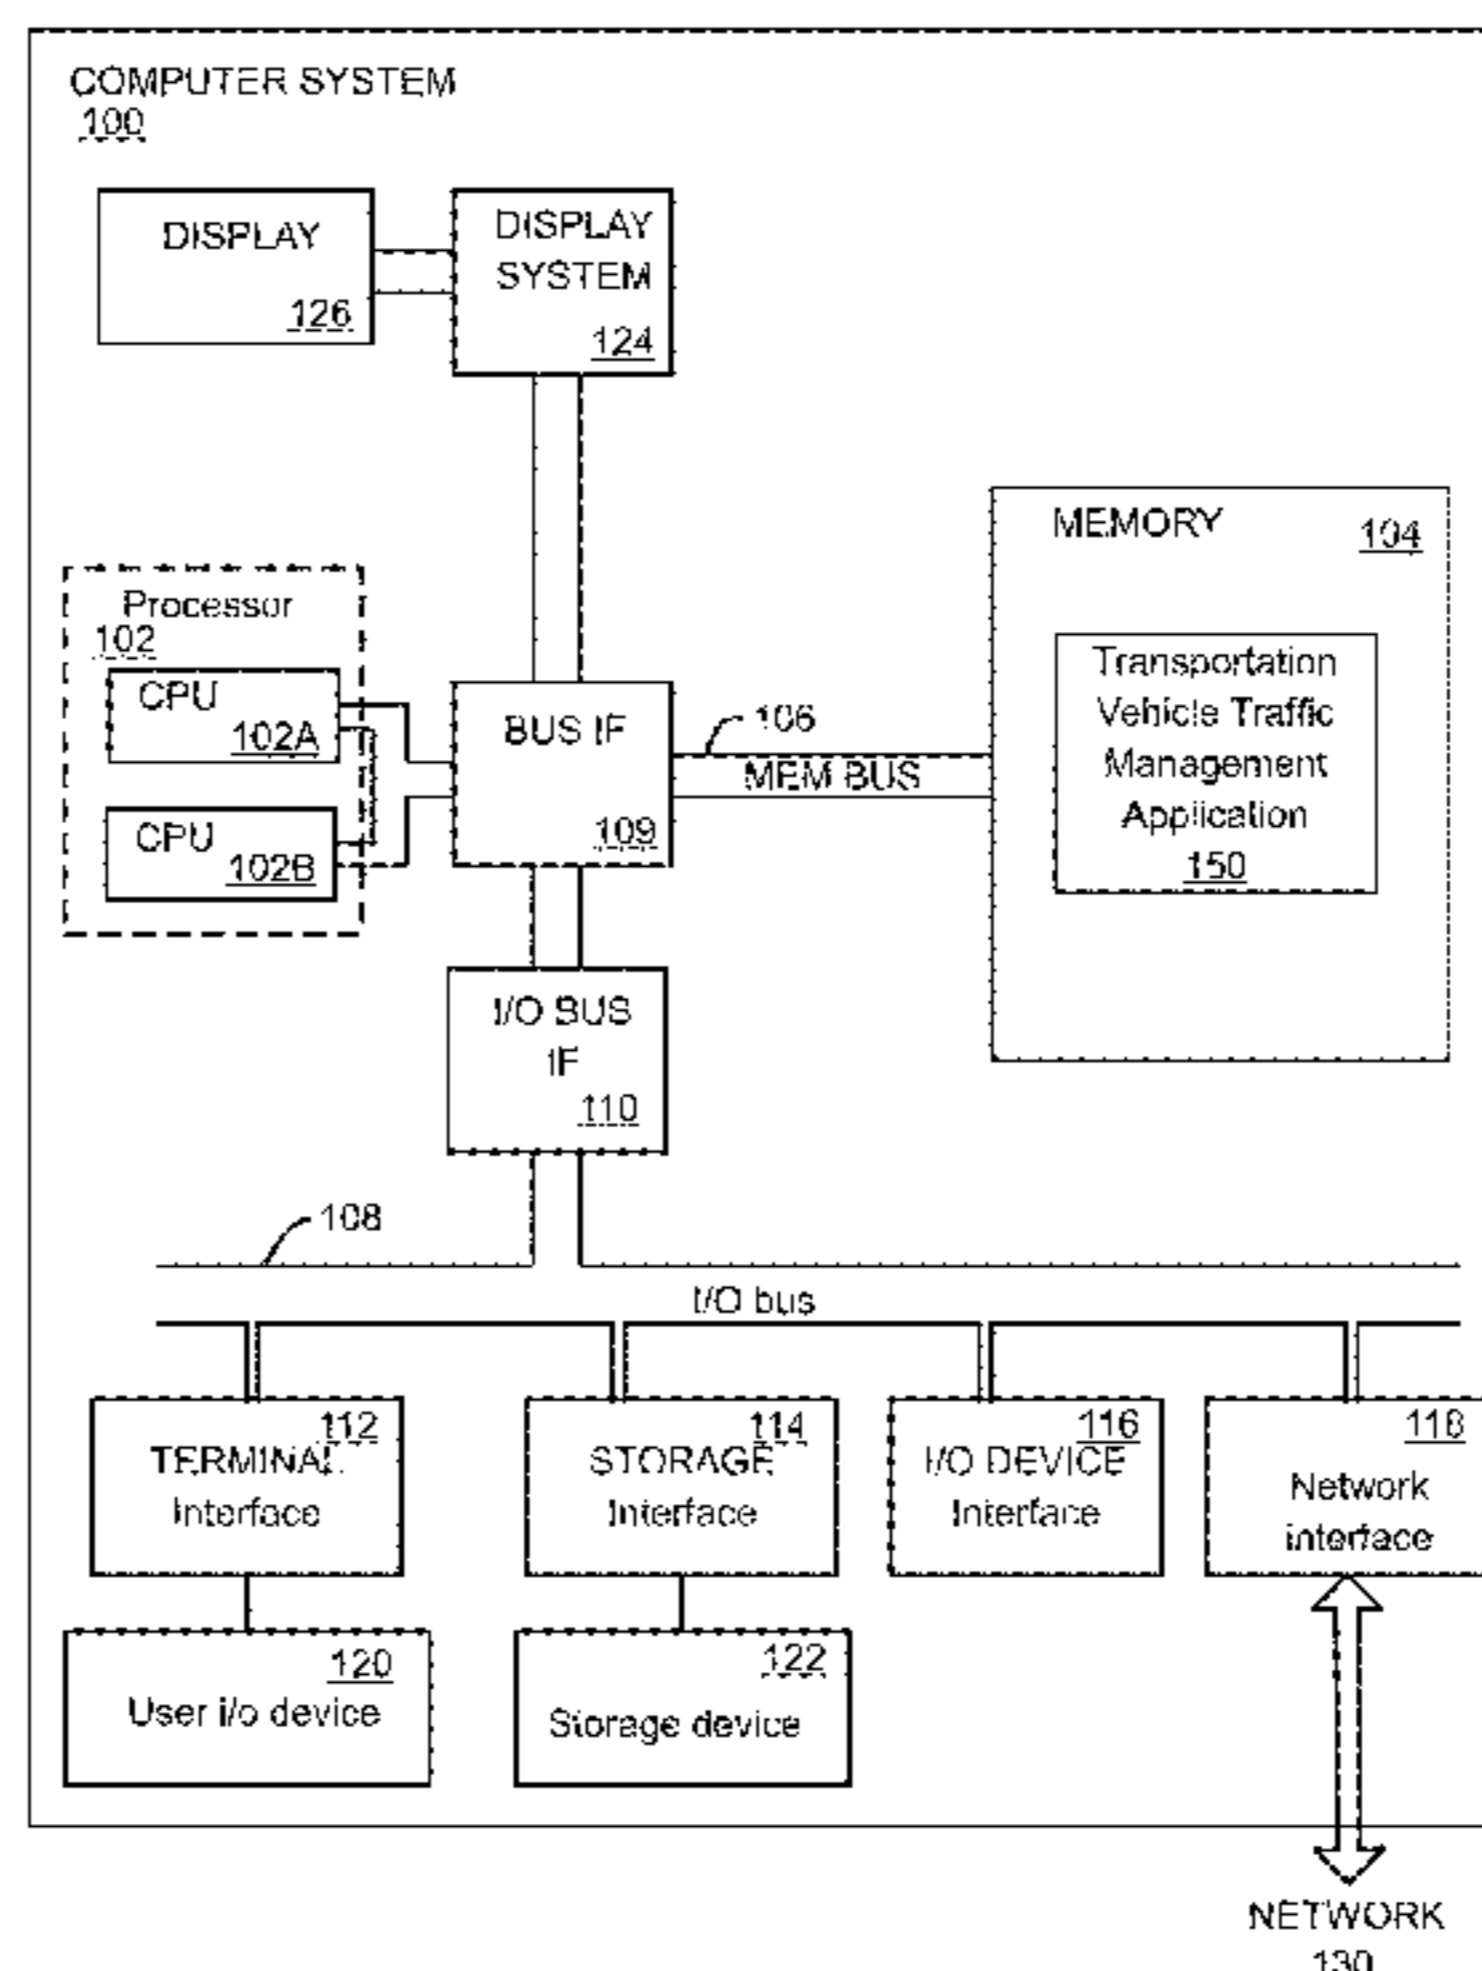 COMPUTER SYSTEM
100
DISPLAY
126
DISPLAY
SYSTEM
124
Processor
102
CPU
102A
CPU
102B
BUS IF
109
106
MEM BUS
MEMORY
104
Transportation
Vehicle Traffic
Management
Application
150
I/O BUS
IF
110
108
I/O bus
112
TERMINAL
Interface
114
STORAGE
Interface
116
I/O DEVICE
Interface
118
Network
interface
120
User i/o device
122
Storage device
NETWORK
130